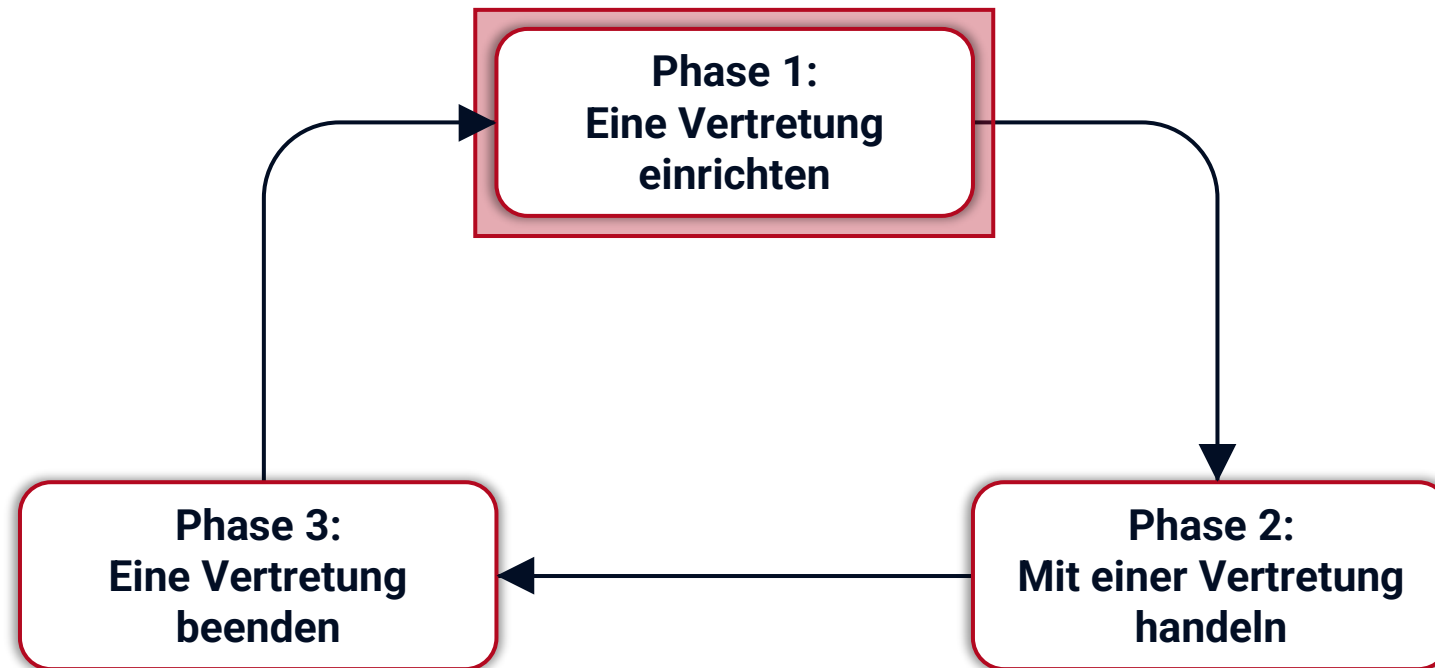 Phase 1:
Eine Vertretung
einrichten
Phase 2:
Mit einer Vertretung
handeln
Phase 3:
Eine Vertretung
beenden